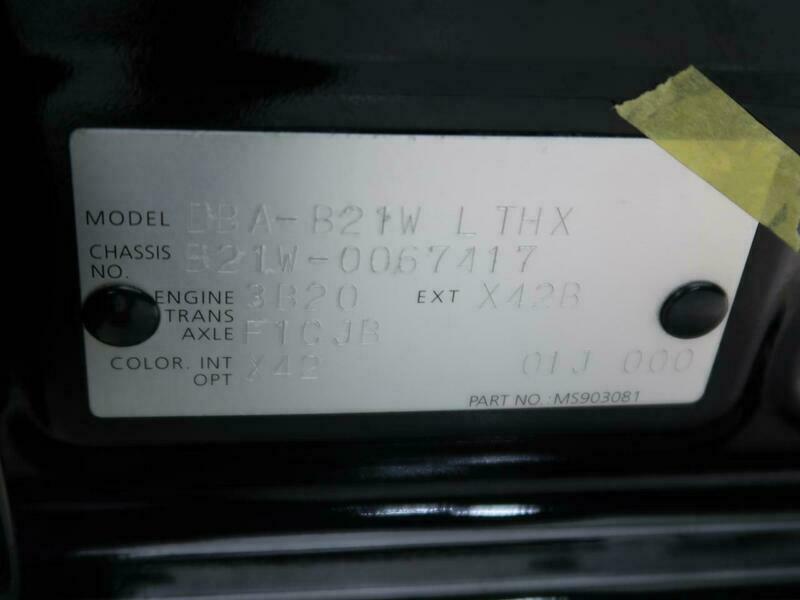 MODEL DBA-B21W LTHX
CHASSIS NO. B21W-0067417
ENGINE 3B20 EXT X42B
TRANS AXLE F1CJB
COLOR. INT OPT X42 01J 000
PART NO.: MS903081